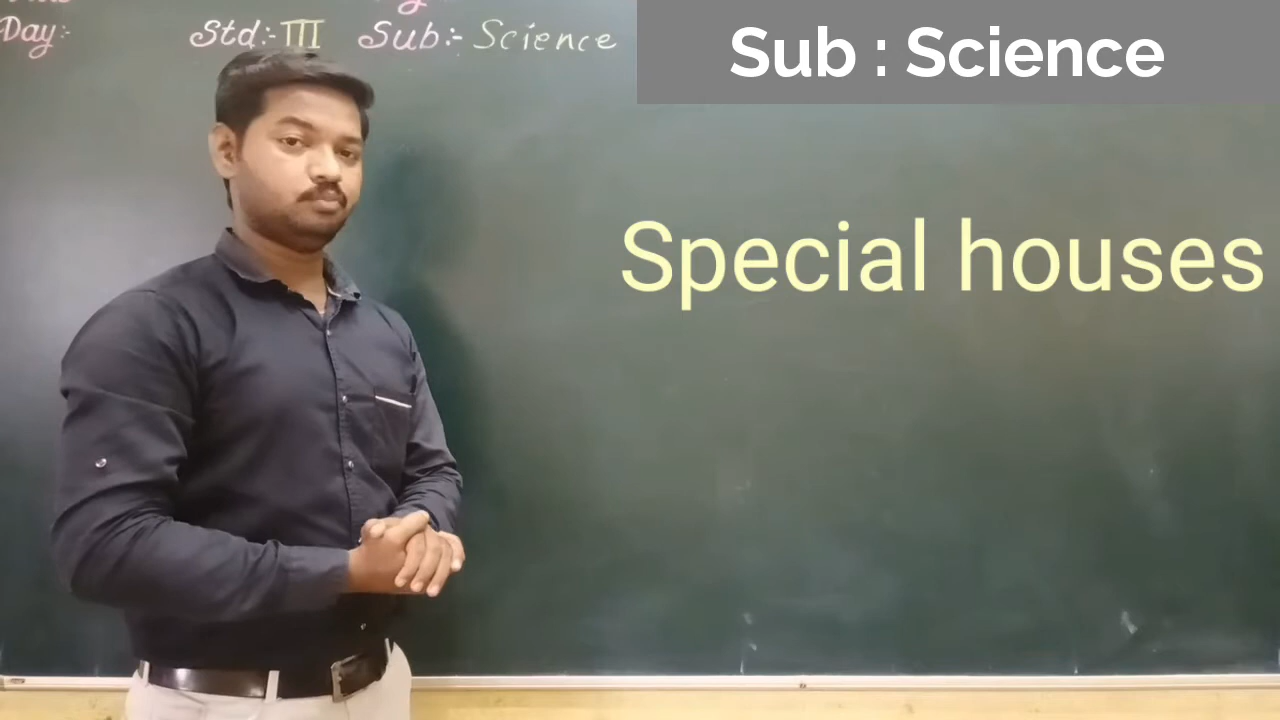 Day:-
Std:- III Sub:- Science
Sub : Science
Special houses